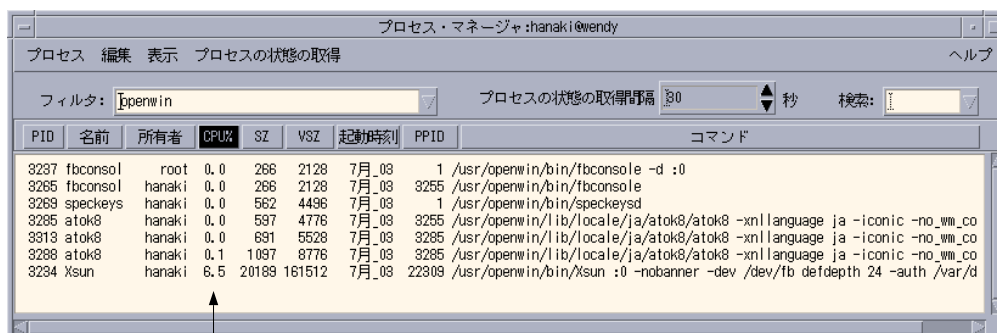 プロセス・マネージャ:hanaki@wendy
プロセス 編集 表示 プロセスの状態の取得 ヘルプ
フィルタ: openwin プロセスの状態の取得間隔 30 秒 検索:
PID 名前 所有者 CPU% SZ VSZ 起動時刻 PPID コマンド
3237 fbconsol root 0.0 266 2128 7月_03 1 /usr/openwin/bin/fbconsole -d :0
3265 fbconsol hanaki 0.0 266 2128 7月_03 3255 /usr/openwin/bin/fbconsole
3269 speckeys hanaki 0.0 562 4496 7月_03 1 /usr/openwin/bin/speckeysd
3285 atok8 hanaki 0.0 597 4776 7月_03 3255 /usr/openwin/lib/locale/ja/atok8/atok8 -xnllanguage ja -iconic -no_wm_co
3313 atok8 hanaki 0.0 691 5528 7月_03 3285 /usr/openwin/lib/locale/ja/atok8/atok8 -xnllanguage ja -iconic -no_wm_co
3288 atok8 hanaki 0.1 1097 8776 7月_03 3285 /usr/openwin/lib/locale/ja/atok8/atok8 -xnllanguage ja -iconic -no_wm_co
3234 Xsun hanaki 6.5 20189 161512 7月_03 22309 /usr/openwin/bin/Xsun :0 -nobanner -dev /dev/fb defdepth 24 -auth /var/d